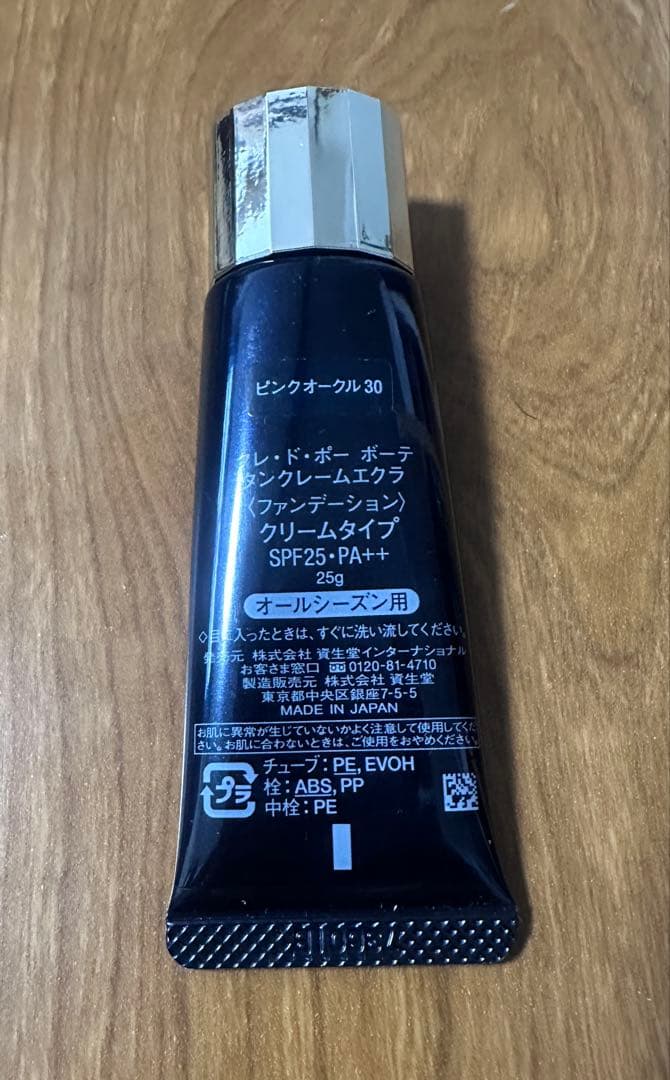 ピンクオークル 30
クレ・ド・ポー ボーテ
タンクレームエクラ
〈ファンデーション〉
クリームタイプ
SPF25・PA++
25g
オールシーズン用
◇目に入ったときは、すぐに洗い流してください。
発売元 株式会社 資生堂インターナショナル
お客さま窓口 0120-81-4710
製造販売元 株式会社 資生堂
東京都中央区銀座7-5-5
MADE IN JAPAN
お肌に異常が生じていないかよく注意して使用してくだ
さい。お肌に合わないときは、ご使用をおやめください。
プラ
チューブ:PE, EVOH
栓:ABS, PP
中栓:PE